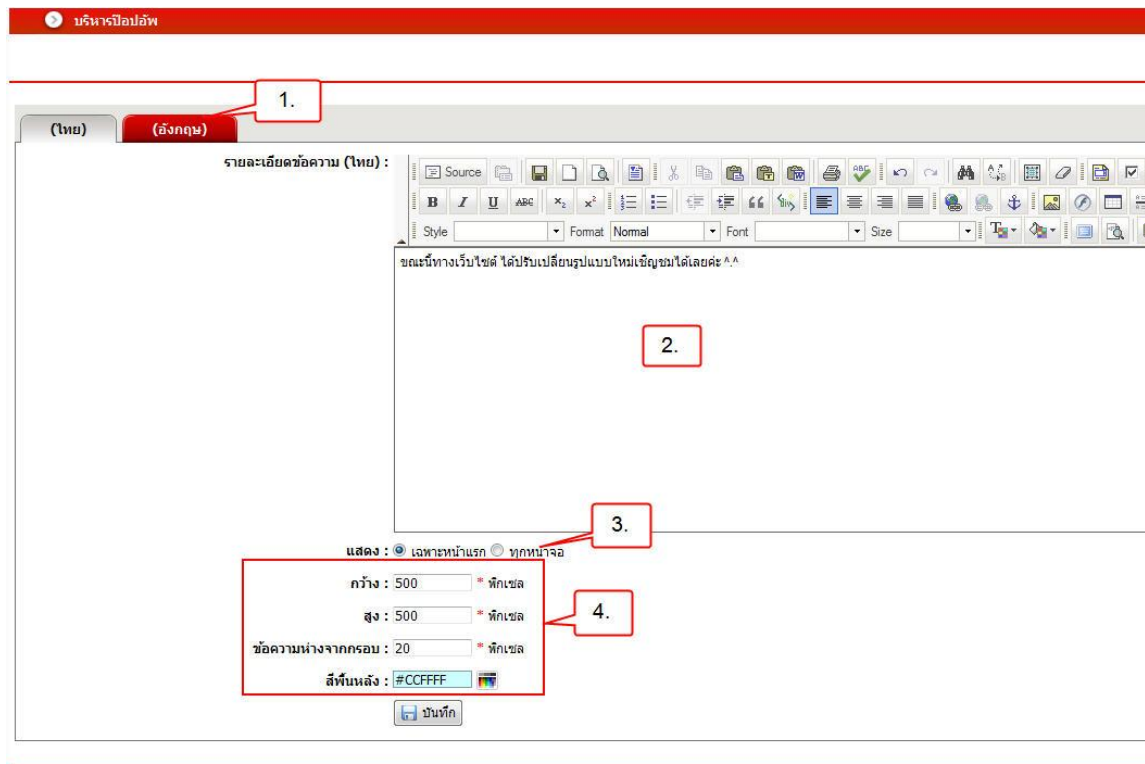 บริหารป๊อปอัพ
1.
(ไทย) (อังกฤษ)
รายละเอียดข้อความ (ไทย) :
Source
B I U ABC x₂ x²
Style Format Normal Font Size
ขณะนี้ทางเว็บไซต์ ได้ปรับเปลี่ยนรูปแบบใหม่เชิญชมได้เลยค่ะ ^.^
2.
3.
แสดง : เฉพาะหน้าแรก ทุกหน้าจอ
กว้าง : 500 * พิกเซล
4.
สูง : 500 * พิกเซล
ข้อความห่างจากกรอบ : 20 * พิกเซล
สีพื้นหลัง : #CCFFFF
บันทึก